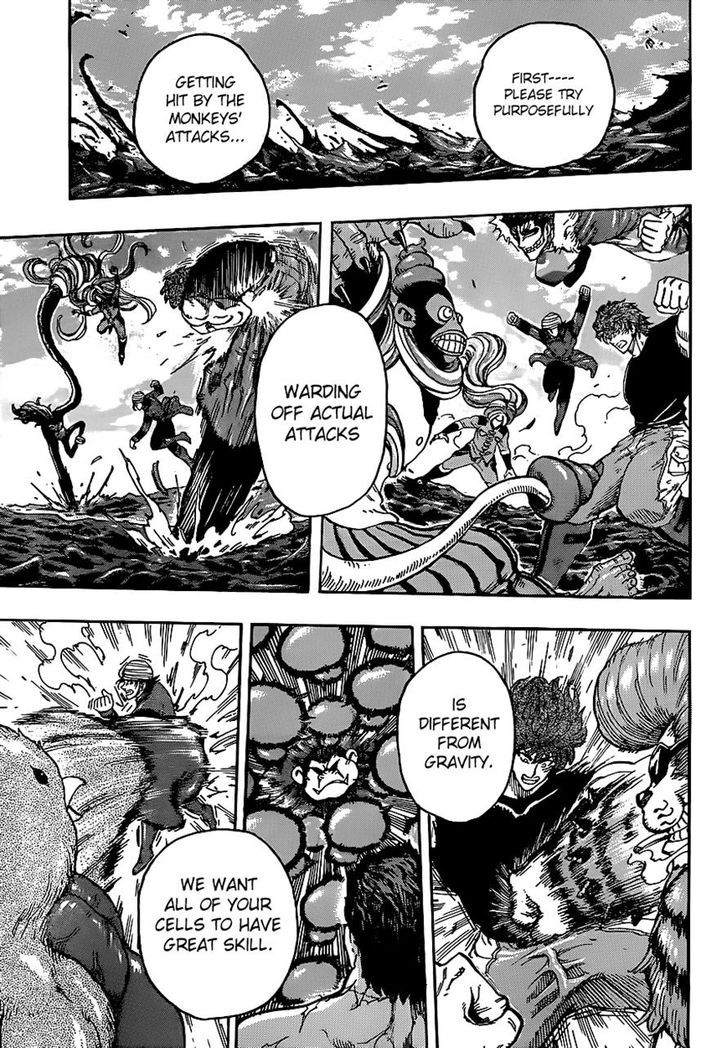 FIRST----
PLEASE TRY
PURPOSEFULLY
GETTING
HIT BY THE
MONKEYS'
ATTACKS...
WARDING
OFF ACTUAL
ATTACKS
IS
DIFFERENT
FROM
GRAVITY.
WE WANT
ALL OF YOUR
CELLS TO HAVE
GREAT SKILL.